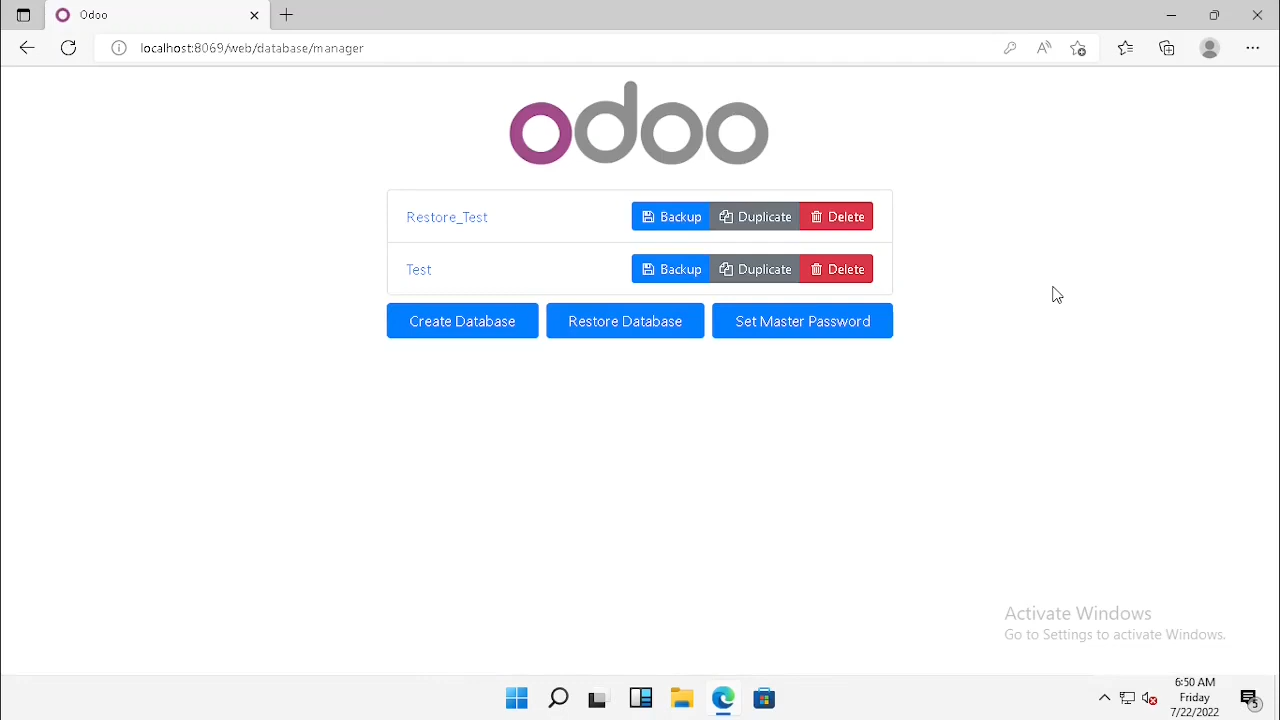 Odoo
localhost:8069/web/database/manager
odoo
Restore_Test
Backup
Duplicate
Delete
Test
Backup
Duplicate
Delete
Create Database
Restore Database
Set Master Password
Activate Windows
Go to Settings to activate Windows.
6:50 AM
Friday
7/22/2022
5